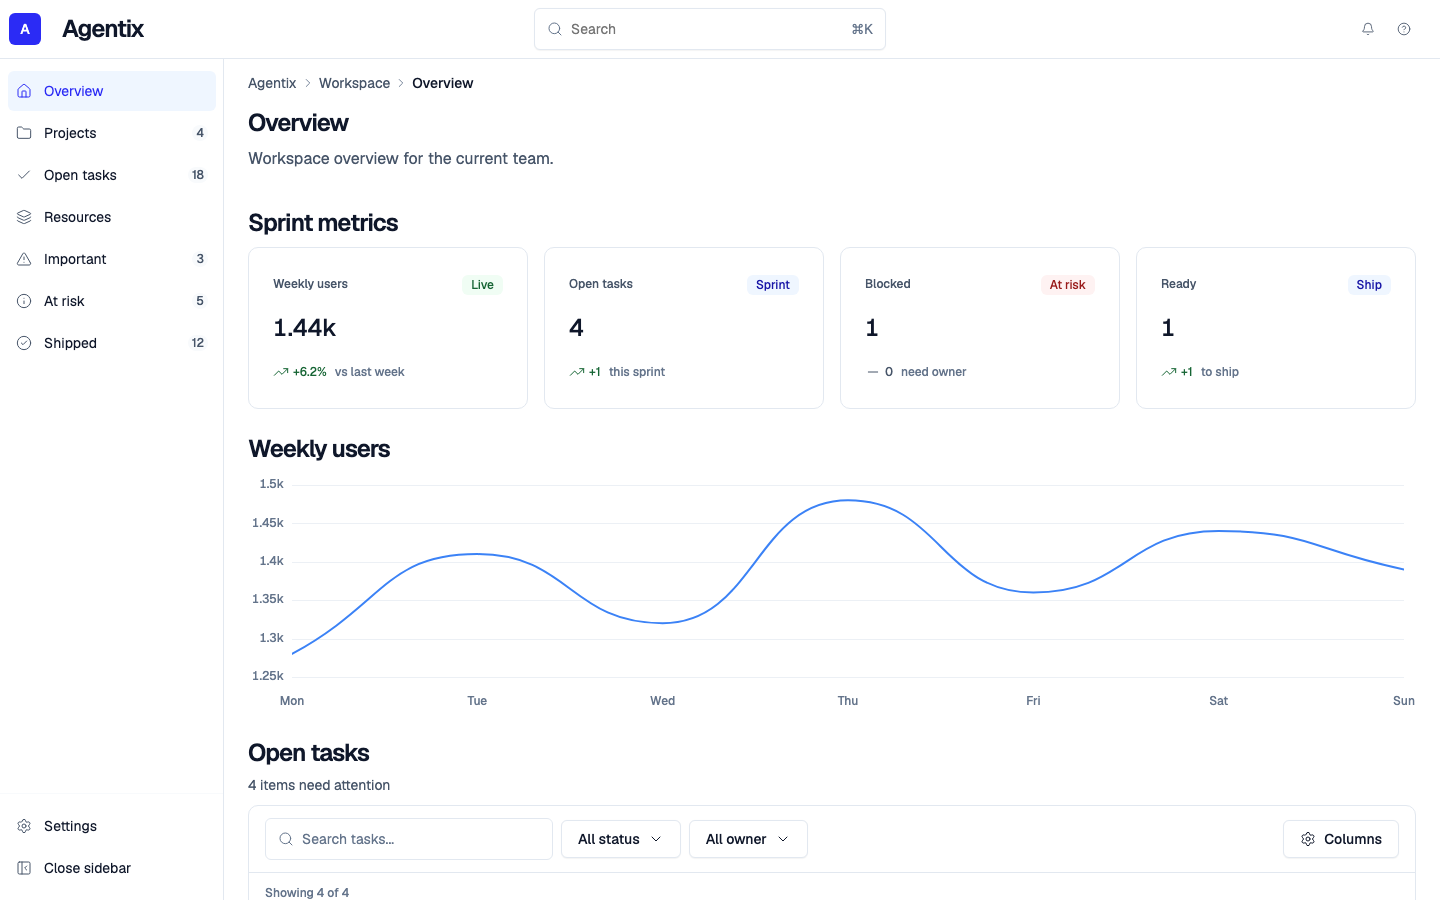 A
Agentix
Search ⌘K
Overview
Projects 4
Open tasks 18
Resources
Important 3
At risk 5
Shipped 12
Settings
Close sidebar
Agentix > Workspace > Overview
Overview
Workspace overview for the current team.
Sprint metrics
Weekly users Live
1.44k
+6.2% vs last week
Open tasks Sprint
4
+1 this sprint
Blocked At risk
1
0 need owner
Ready Ship
1
+1 to ship
Weekly users
1.5k
1.45k
1.4k
1.35k
1.3k
1.25k
Mon Tue Wed Thu Fri Sat Sun
Open tasks
4 items need attention
Search tasks... All status All owner Columns
Showing 4 of 4